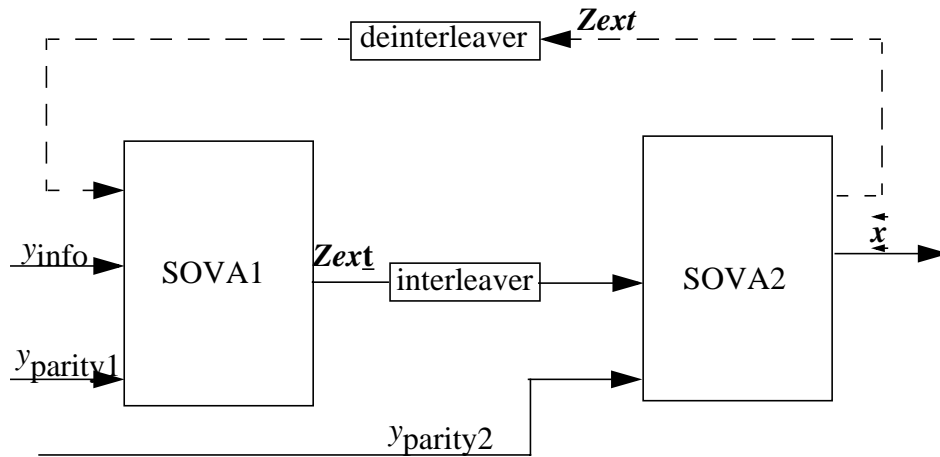 Zext
deinterleaver
yinfo
SOVA1
Zext
interleaver
SOVA2
x
yparity1
yparity2